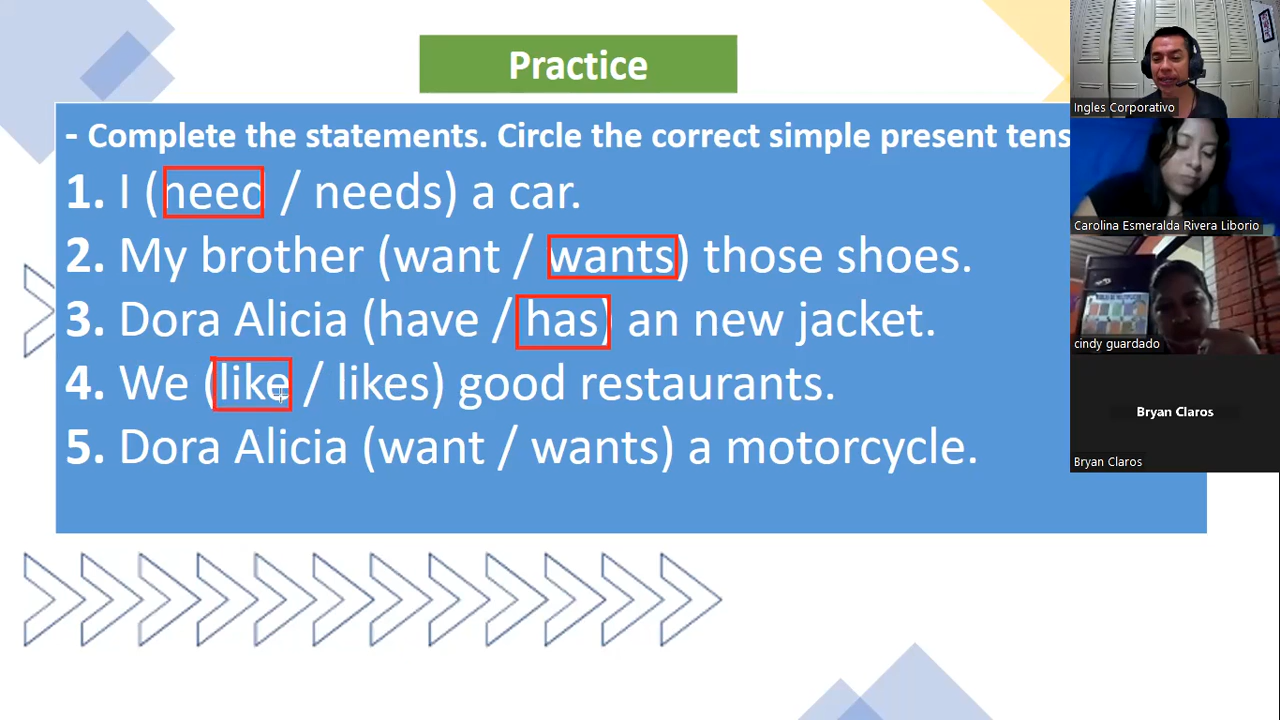 Practice
- Complete the statements. Circle the correct simple present tens
1. I (need / needs) a car.
2. My brother (want / wants) those shoes.
3. Dora Alicia (have / has) an new jacket.
4. We (like / likes) good restaurants.
5. Dora Alicia (want / wants) a motorcycle.
Ingles Corporativo
Carolina Esmeralda Rivera Liborio
cindy guardado
Bryan Claros
Bryan Claros